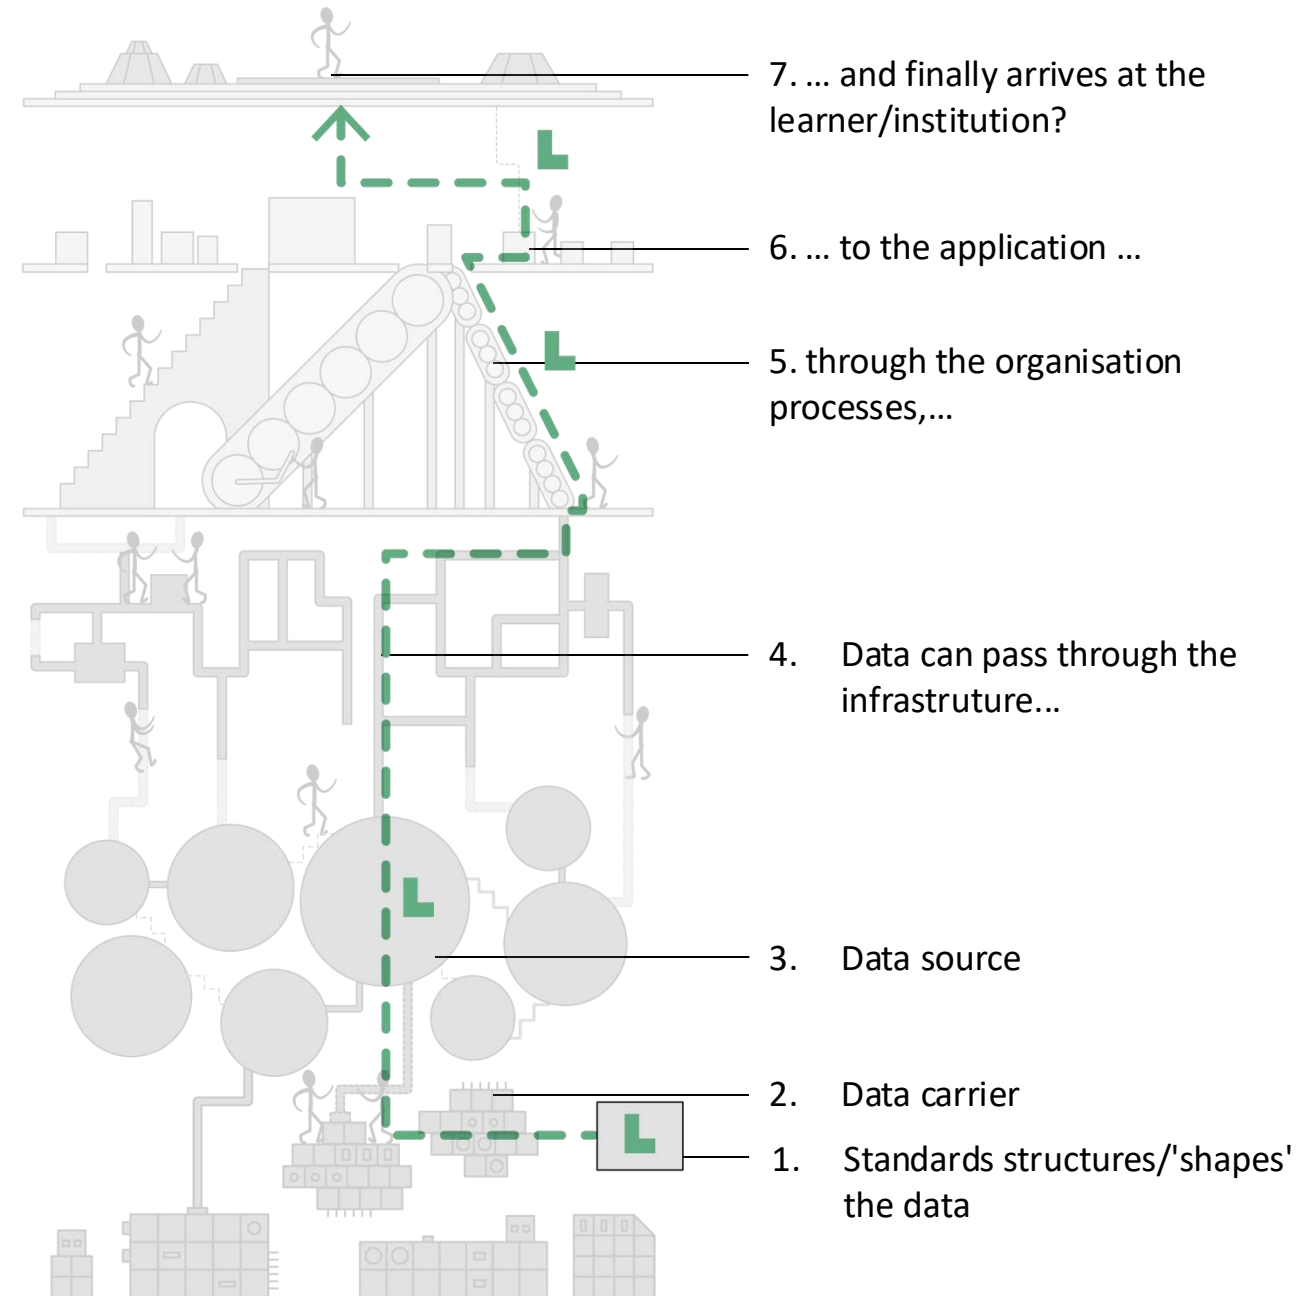 7. ... and finally arrives at the
learner/institution?
6. ... to the application ...
5. through the organisation
processes,...
4. Data can pass through the
infrastruture...
3. Data source
2. Data carrier
1. Standards structures/'shapes'
the data